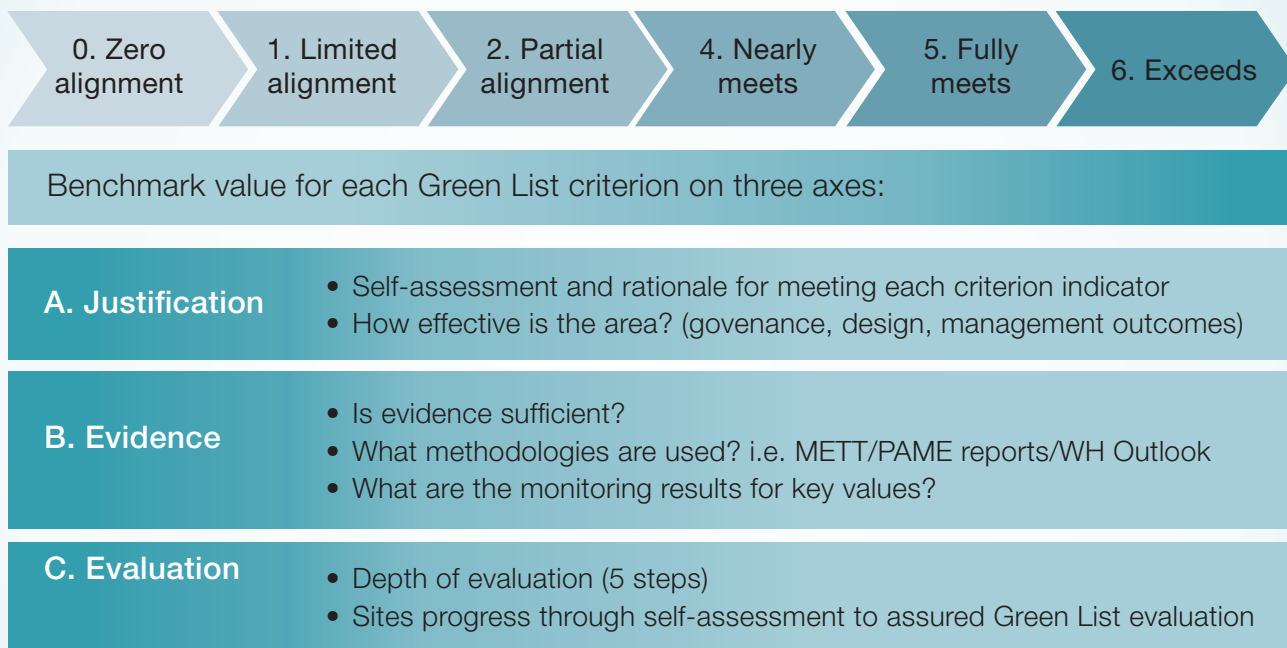 0. Zero
alignment
1. Limited
alignment
2. Partial
alignment
4. Nearly
meets
5. Fully
meets
6. Exceeds
Benchmark value for each Green List criterion on three axes:
A. Justification
• Self-assessment and rationale for meeting each criterion indicator
• How effective is the area? (govenance, design, management outcomes)
B. Evidence
• Is evidence sufficient?
• What methodologies are used? i.e. METT/PAME reports/WH Outlook
• What are the monitoring results for key values?
C. Evaluation
• Depth of evaluation (5 steps)
• Sites progress through self-assessment to assured Green List evaluation